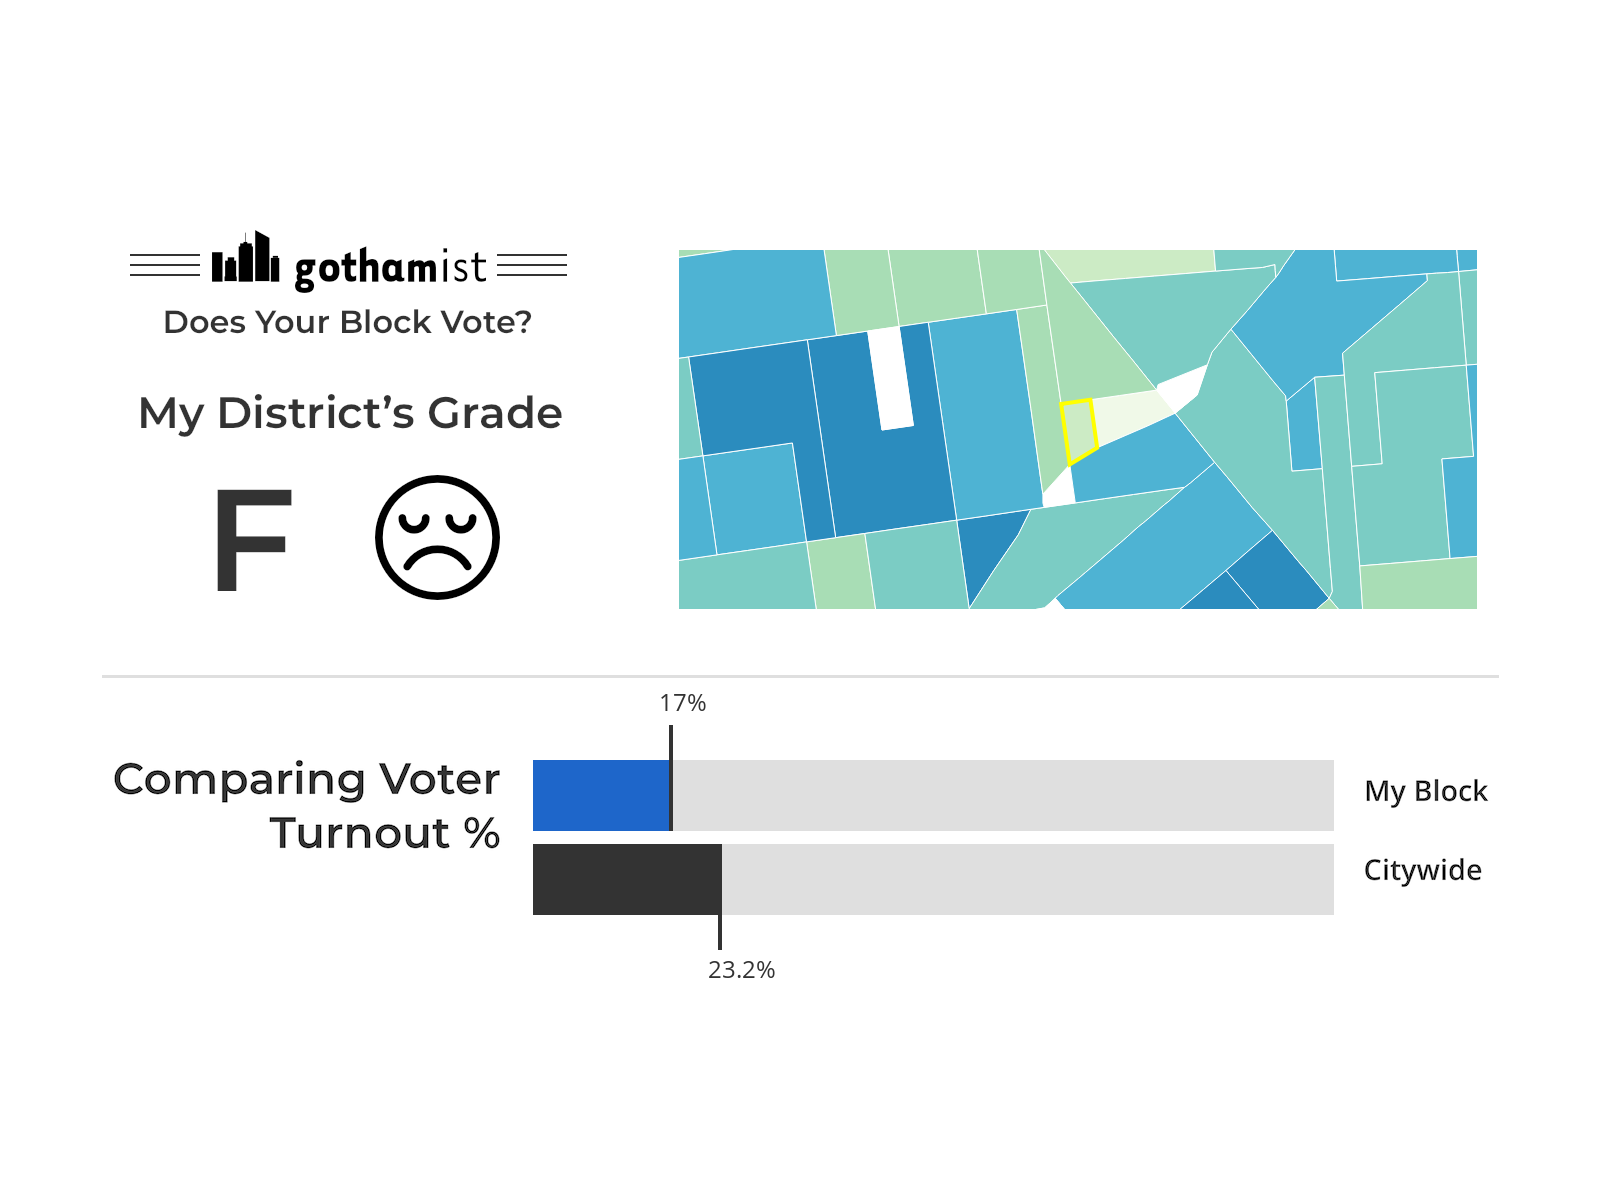 gothamist
Does Your Block Vote?
My District’s Grade
F
17%
Comparing Voter
Turnout %
My Block
Citywide
23.2%